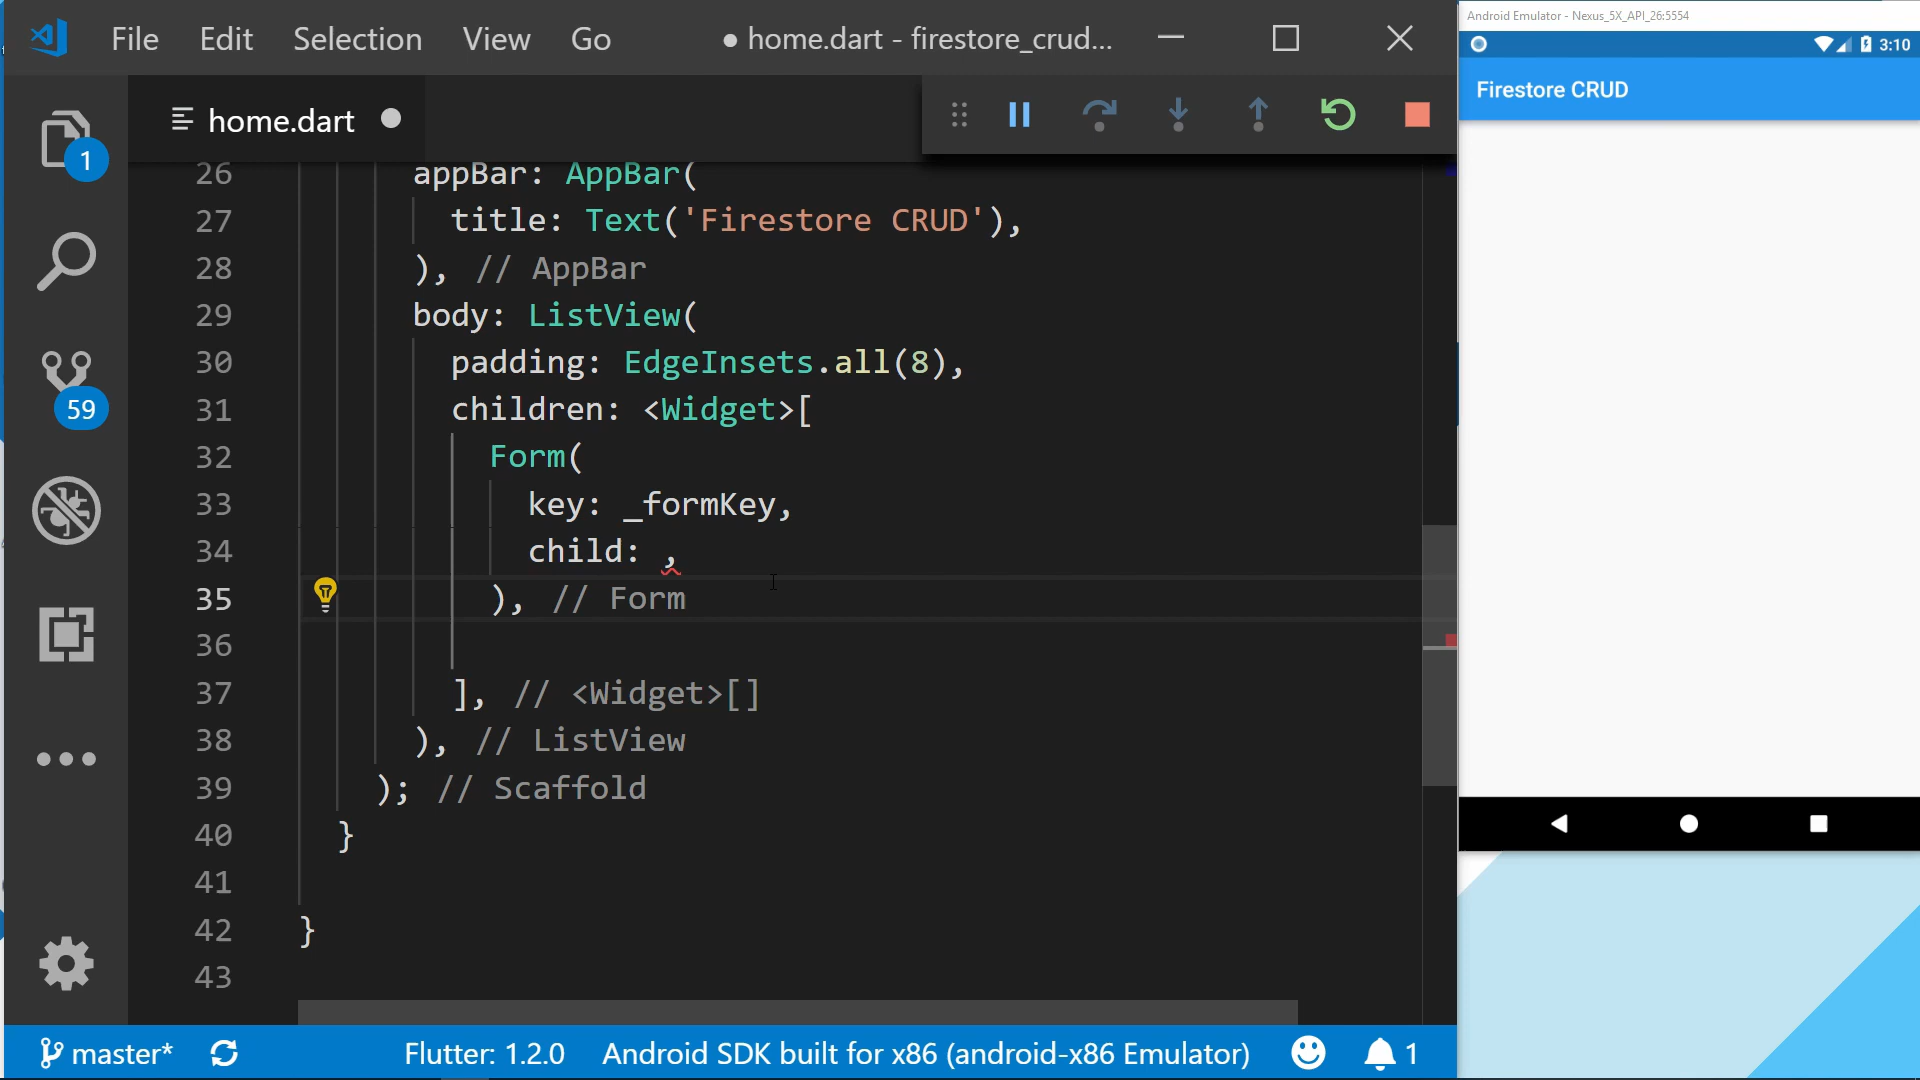 File Edit Selection View Go ● home.dart - firestore_crud...
home.dart
1
59
26 appBar: AppBar(
27 title: Text('Firestore CRUD'),
28 ), // AppBar
29 body: ListView(
30 padding: EdgeInsets.all(8),
31 children: <Widget>[
32 Form(
33 key: _formKey,
34 child: ,
35 ), // Form
36
37 ], // <Widget>[]
38 ), // ListView
39 ); // Scaffold
40 }
41
42 }
43
master* Flutter: 1.2.0 Android SDK built for x86 (android-x86 Emulator) 1
Android Emulator - Nexus_5X_API_26:5554
3:10
Firestore CRUD